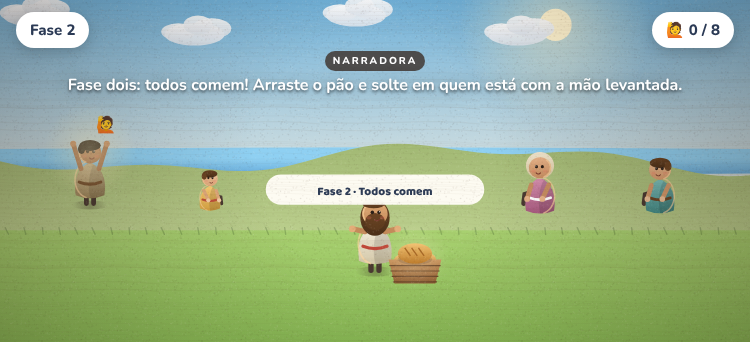 Fase 2
0 / 8
NARRADORA
Fase dois: todos comem! Arraste o pão e solte em quem está com a mão levantada.
Fase 2 · Todos comem